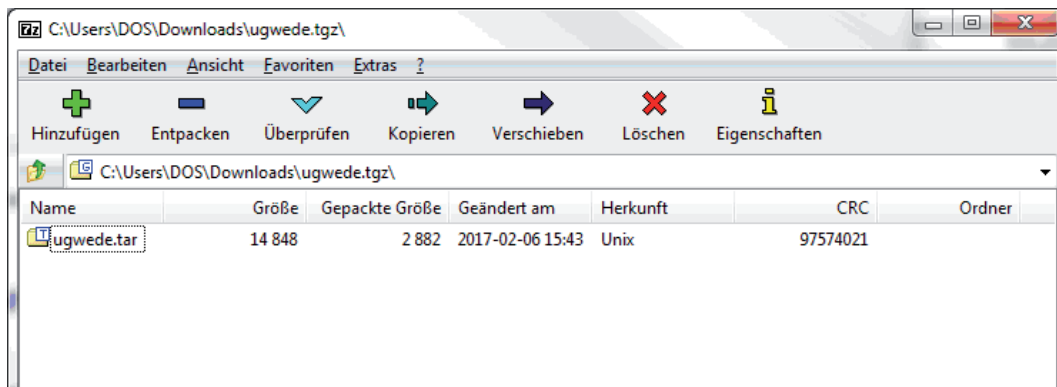 C:\Users\DOS\Downloads\ugwede.tgz\
Datei Bearbeiten Ansicht Favoriten Extras ?
Hinzufügen Entpacken Überprüfen Kopieren Verschieben Löschen Eigenschaften
C:\Users\DOS\Downloads\ugwede.tgz\
Name Größe Gepackte Größe Geändert am Herkunft CRC Ordner
ugwede.tar 14 848 2 882 2017-02-06 15:43 Unix 97574021